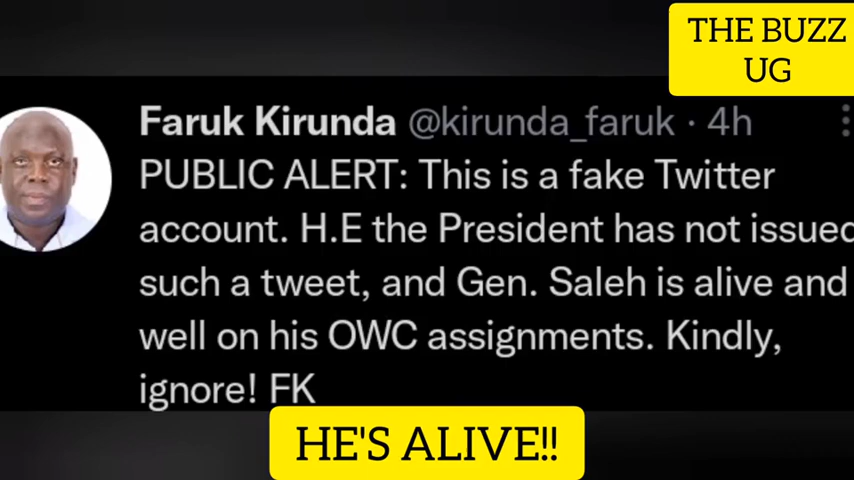 THE BUZZ
UG
Faruk Kirunda @kirunda_faruk · 4h
PUBLIC ALERT: This is a fake Twitter
account. H.E the President has not issued
such a tweet, and Gen. Saleh is alive and
well on his OWC assignments. Kindly,
ignore! FK
HE'S ALIVE!!